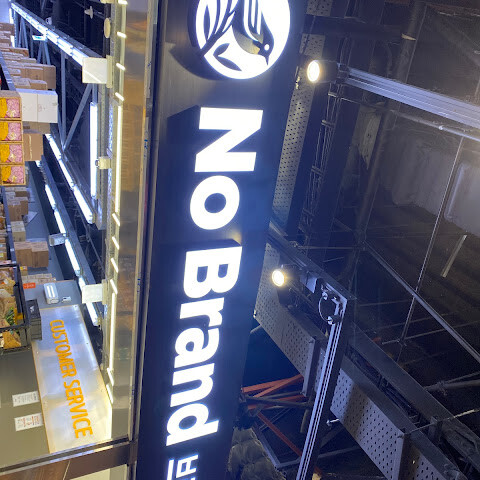 No Brand
CUSTOMER SERVICE